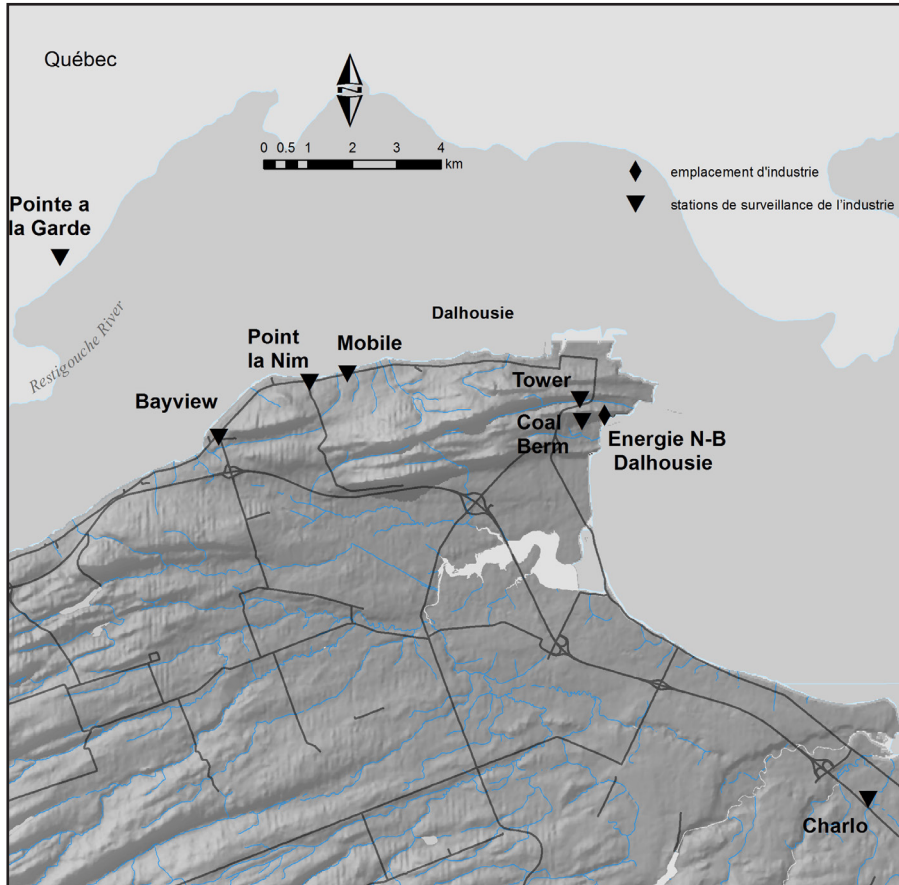 Québec
N
0 0.5 1 2 3 4
km
emplacement d'industrie
stations de surveillance de l'industrie
Pointe a
la Garde
Restigouche River
Dalhousie
Point
la Nim
Mobile
Bayview
Tower
Coal
Berm
Energie N-B
Dalhousie
Charlo